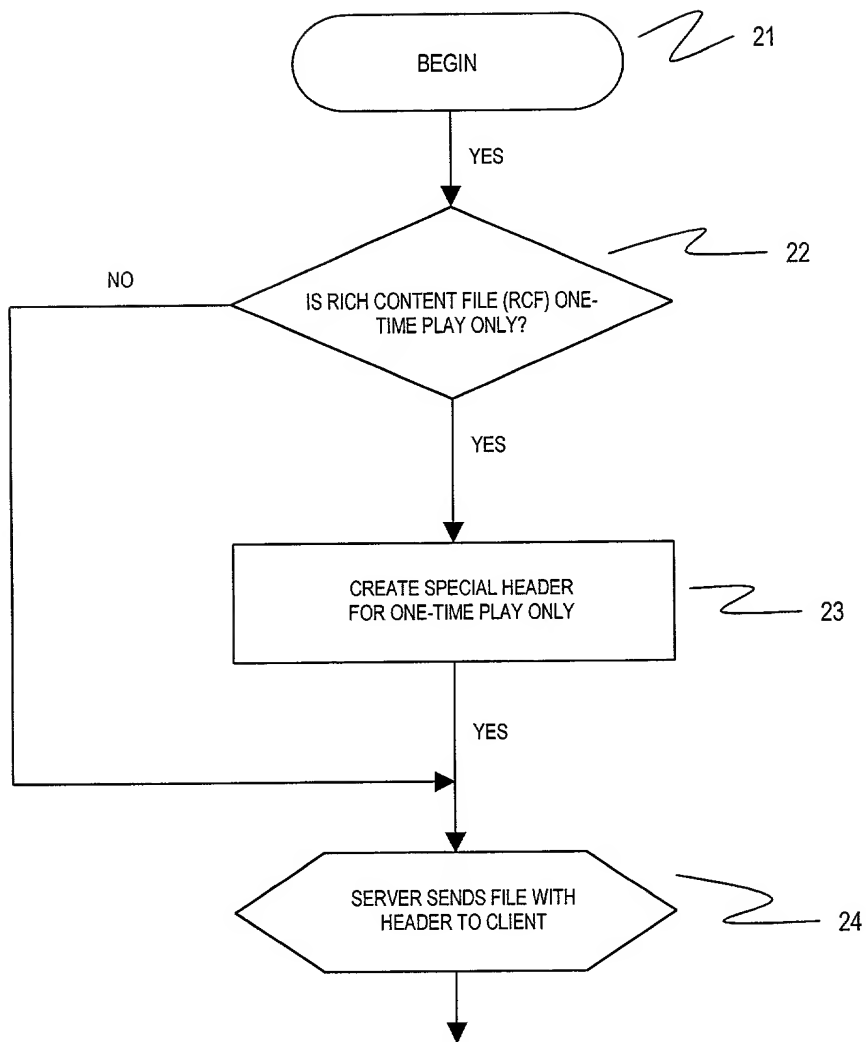 BEGIN
21
YES
22
NO
IS RICH CONTENT FILE (RCF) ONE-
TIME PLAY ONLY?
YES
CREATE SPECIAL HEADER
FOR ONE-TIME PLAY ONLY
23
YES
SERVER SENDS FILE WITH
HEADER TO CLIENT
24